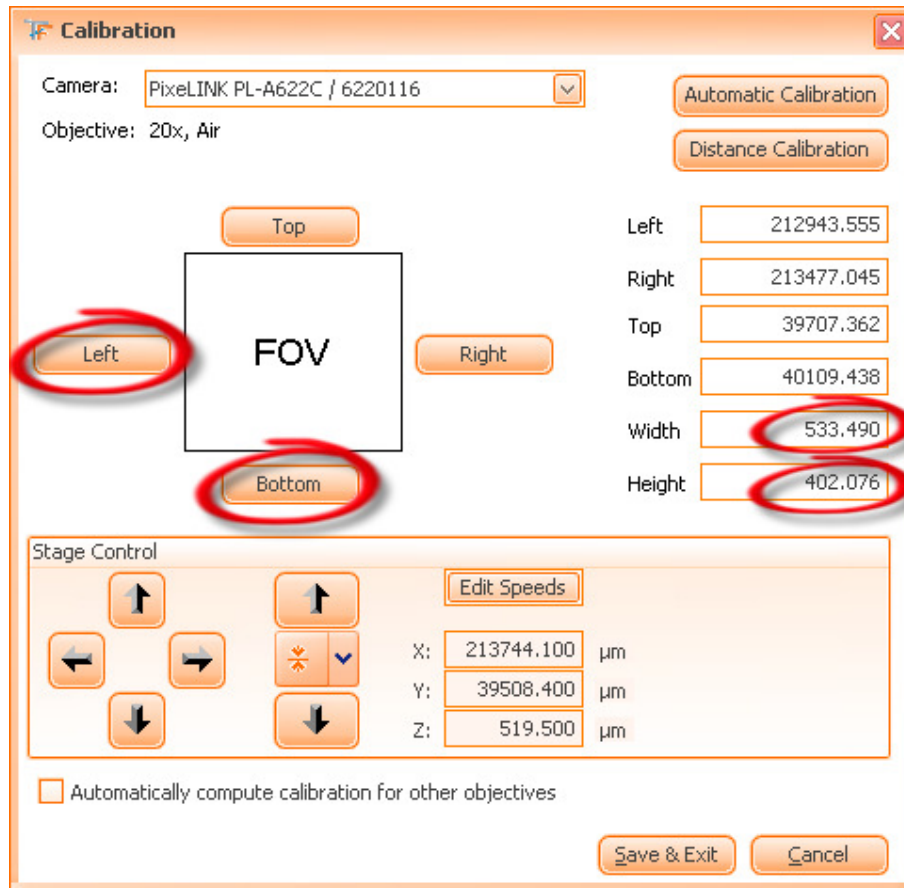 Calibration
Camera: PixeLINK PL-A622C / 6220116
Automatic Calibration
Objective: 20x, Air
Distance Calibration
Top
Left 212943.555
Right 213477.045
Left FOV Right
Top 39707.362
Bottom 40109.438
Width 533.490
Bottom
Height 402.076
Stage Control
Edit Speeds
X: 213744.100 µm
Y: 39508.400 µm
Z: 519.500 µm
Automatically compute calibration for other objectives
Save & Exit Cancel